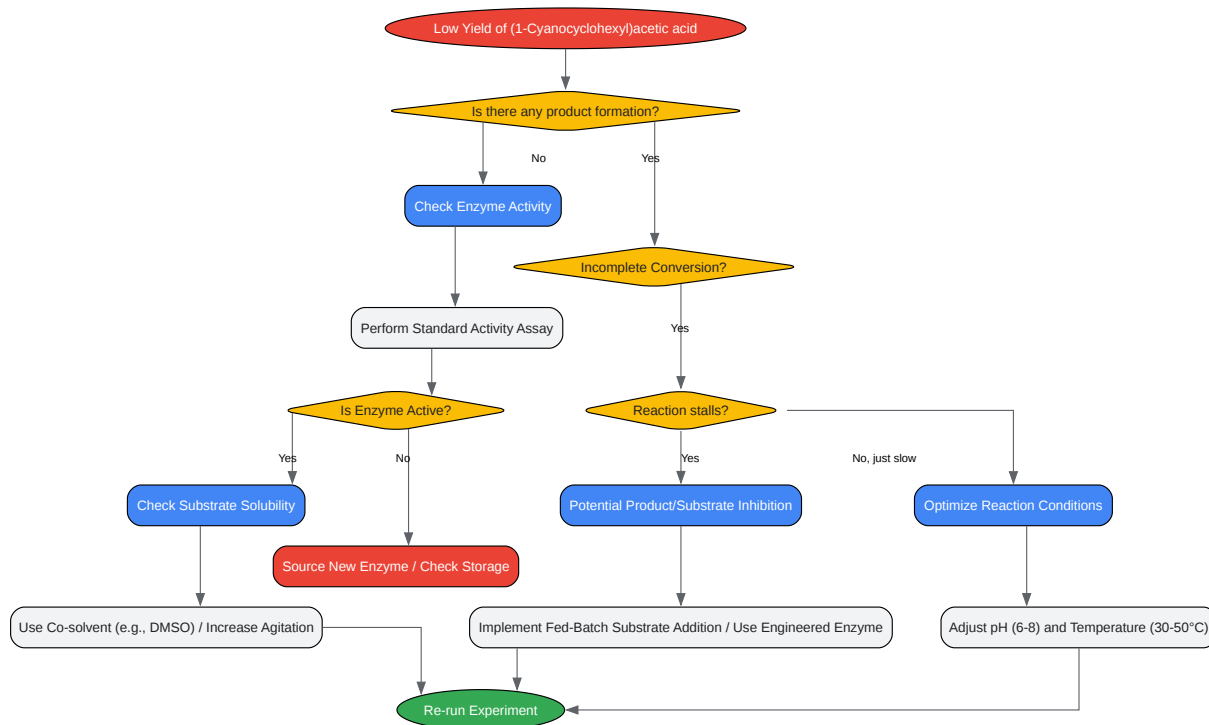 Low Yield of (1-Cyanocyclohexyl)acetic acid
Is there any product formation?
No
Yes
Check Enzyme Activity
Incomplete Conversion?
Perform Standard Activity Assay
Yes
Is Enzyme Active?
Reaction stalls?
Yes
No
Yes
No, just slow
Check Substrate Solubility
Potential Product/Substrate Inhibition
Optimize Reaction Conditions
Source New Enzyme / Check Storage
Use Co-solvent (e.g., DMSO) / Increase Agitation
Implement Fed-Batch Substrate Addition / Use Engineered Enzyme
Adjust pH (6-8) and Temperature (30-50°C)
Re-run Experiment